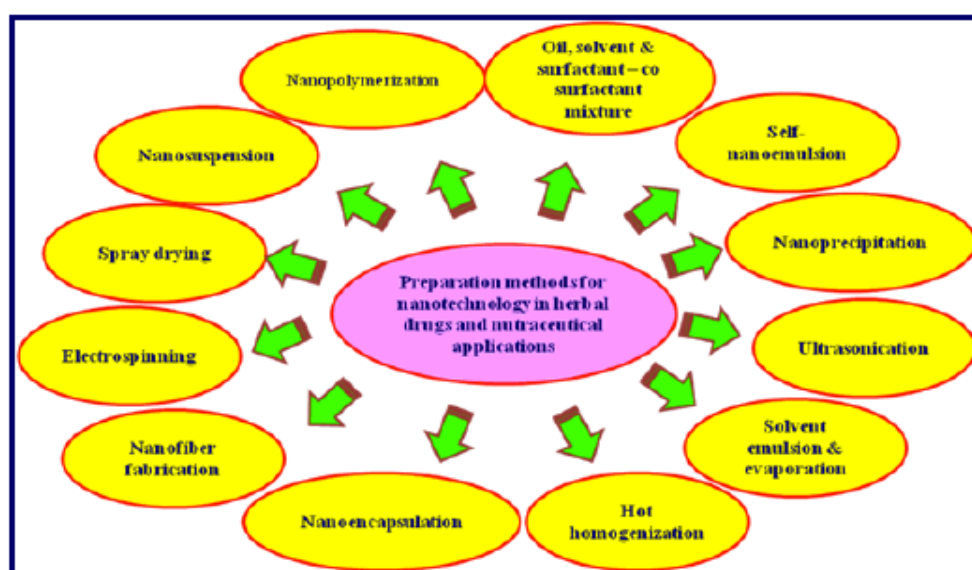 Nanopolymerization
Oil, solvent &
surfactant – co
surfactant
mixture
Self-
nanoemulsion
Nanosuspension
Nanoprecipitation
Spray drying
Preparation methods for
nanotechnology in herbal
drugs and nutraceutical
applications
Ultrasonication
Electrospinning
Solvent
emulsion &
evaporation
Nanofiber
fabrication
Nanoencapsulation
Hot
homogenization